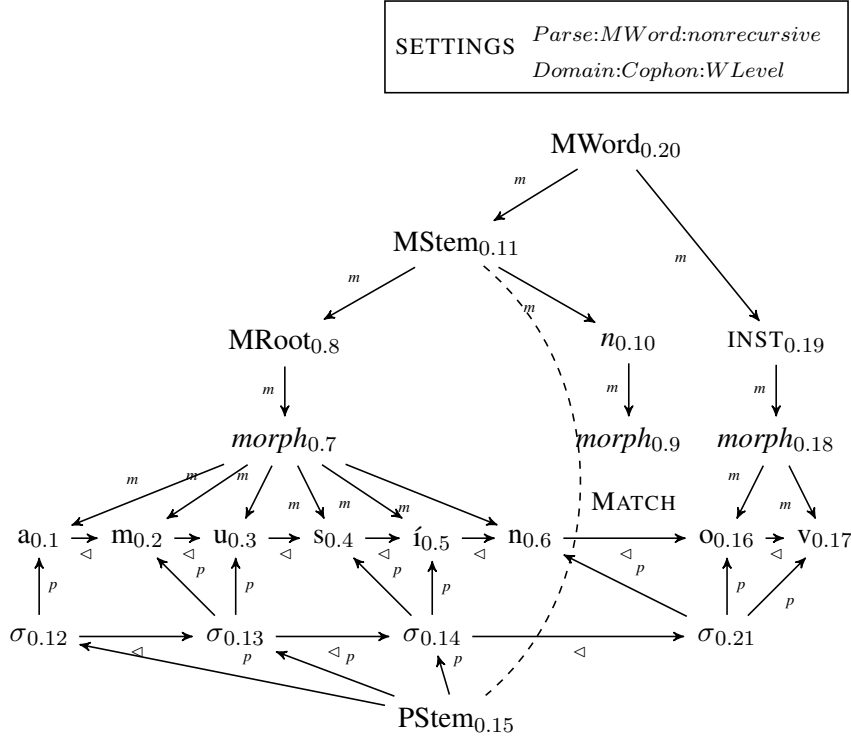 SETTINGS Parse:MWord:nonrecursive
Domain:Cophon:WLevel
MWord0.20
m
MStem0.11
m m
m
MRoot0.8 n0.10 INST0.19
m m m
morph0.7 morph0.9 morph0.18
m m m m m m m m
MATCH
a0.1 m0.2 u0.3 s0.4 í0.5 n0.6 o0.16 v0.17
◁ ◁ ◁ ◁ ◁ ◁ ◁
p p p p p p p p
σ0.12 σ0.13 σ0.14 σ0.21
◁ ◁ ◁
p p p
PStem0.15